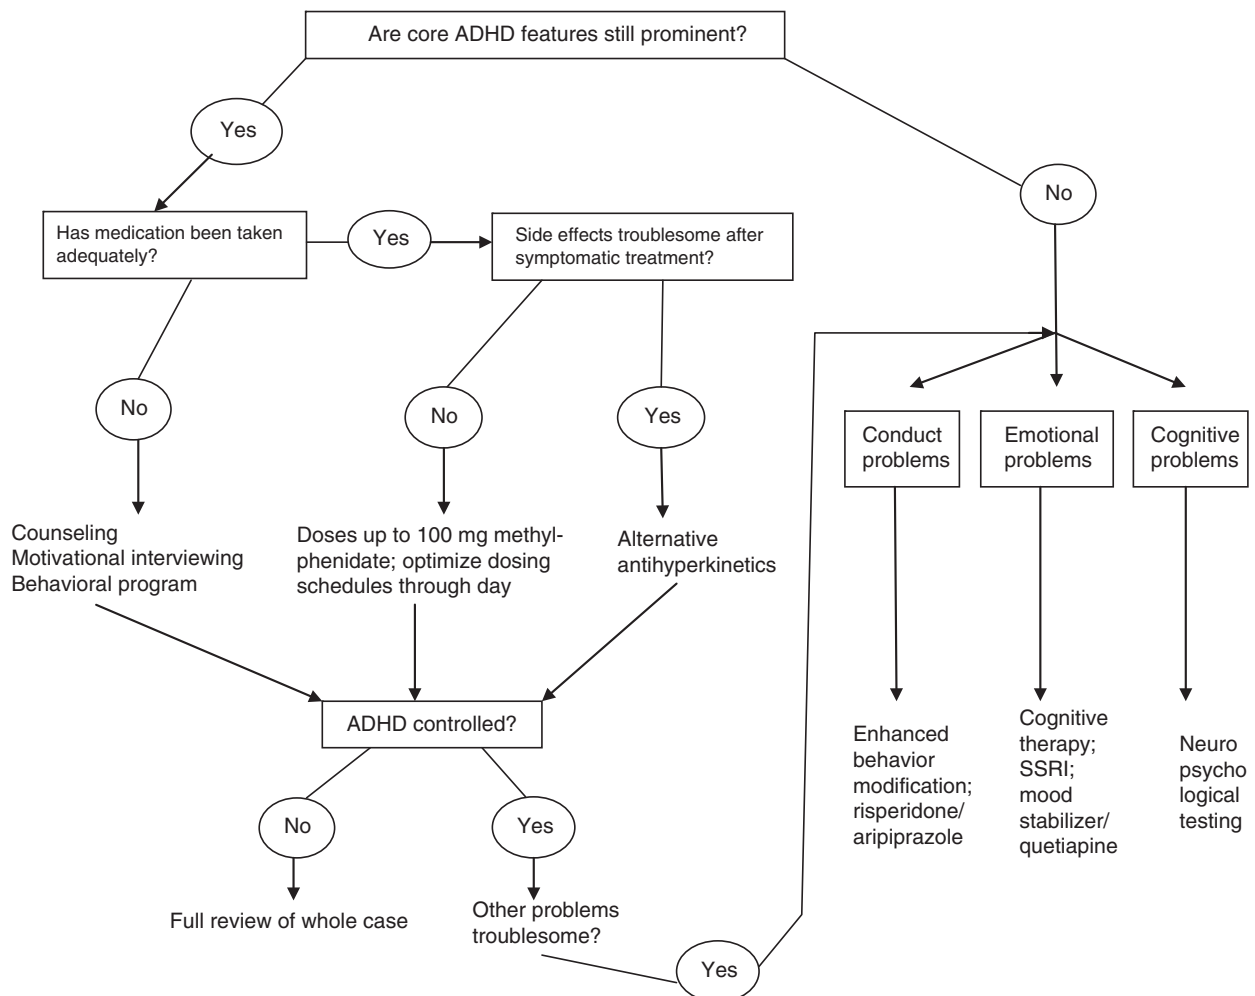 Are core ADHD features still prominent?
Yes
No
Has medication been taken
adequately?
Yes
Side effects troublesome after
symptomatic treatment?
No
No
Yes
Conduct
problems
Emotional
problems
Cognitive
problems
Counseling
Motivational interviewing
Behavioral program
Doses up to 100 mg methyl-
phenidate; optimize dosing
schedules through day
Alternative
antihyperkinetics
ADHD controlled?
Enhanced
behavior
modification;
risperidone/
aripiprazole
Cognitive
therapy;
SSRI;
mood
stabilizer/
quetiapine
Neuro
psycho
logical
testing
No
Yes
Full review of whole case
Other problems
troublesome?
Yes